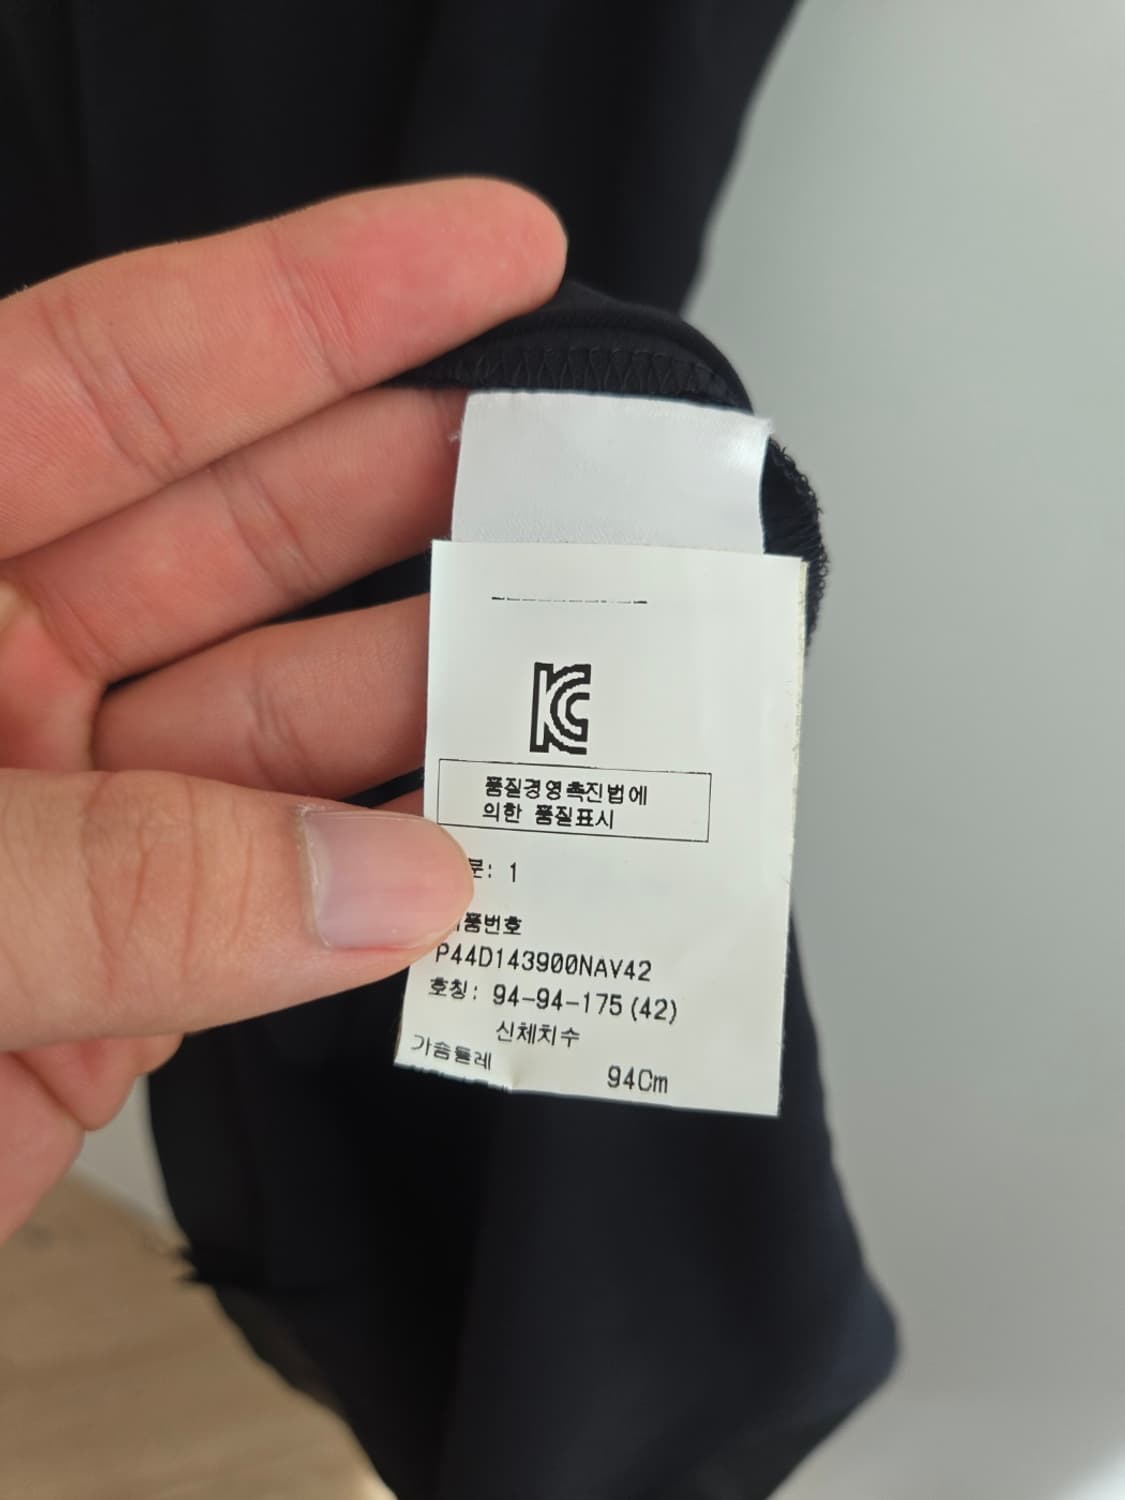 KC
품질경영촉진법에
의한 품질표시
: 1
품번호
P44D143900NAV42
호칭: 94-94-175 (42)
신체치수
가슴둘레 94Cm